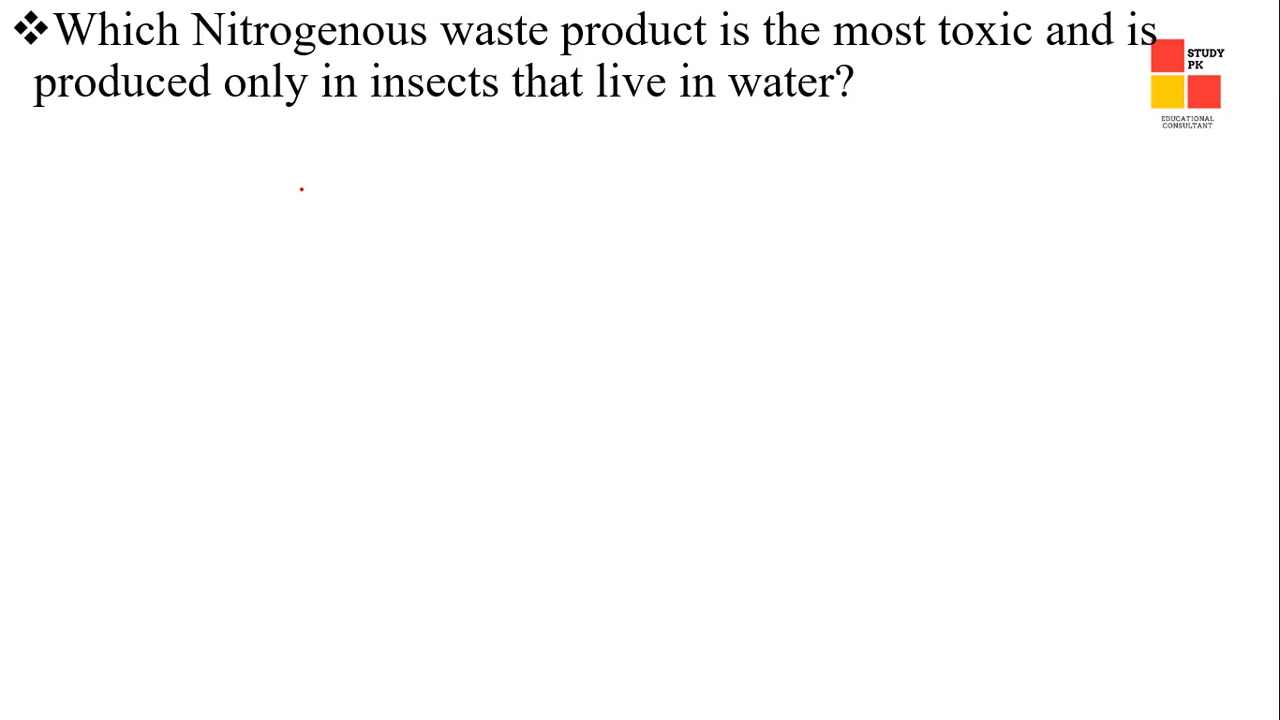 ❖Which Nitrogenous waste product is the most toxic and is
produced only in insects that live in water?
STUDY
PK
EDUCATIONAL
CONSULTANT